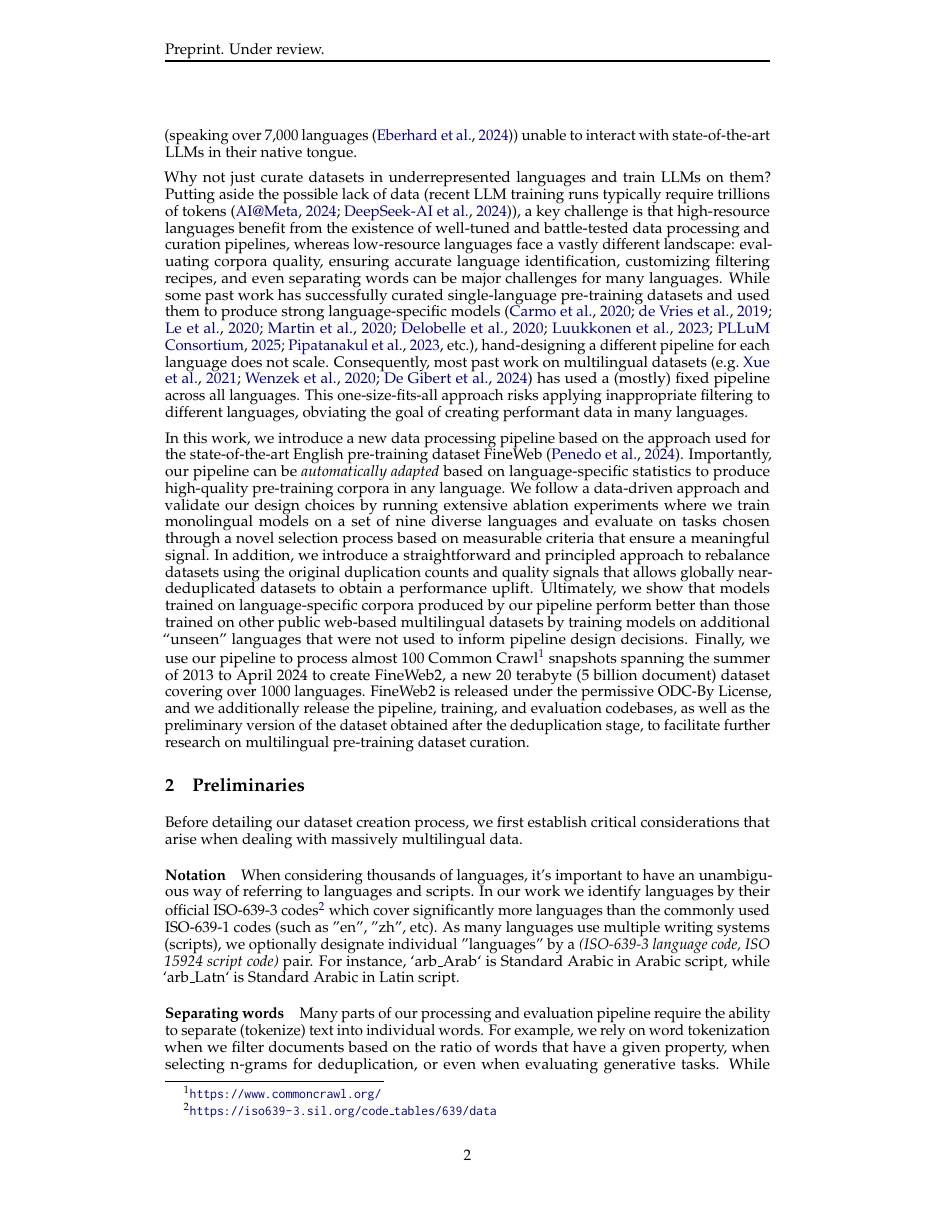 Preprint. Under review.
(speaking over 7,000 languages (Eberhard et al., 2024)) unable to interact with state-of-the-art
LLMs in their native tongue.
Why not just curate datasets in underrepresented languages and train LLMs on them?
Putting aside the possible lack of data (recent LLM training runs typically require trillions
of tokens (AI@Meta, 2024; DeepSeek-AI et al., 2024)), a key challenge is that high-resource
languages benefit from the existence of well-tuned and battle-tested data processing and
curation pipelines, whereas low-resource languages face a vastly different landscape: eval-
uating corpora quality, ensuring accurate language identification, customizing filtering
recipes, and even separating words can be major challenges for many languages. While
some past work has successfully curated single-language pre-training datasets and used
them to produce strong language-specific models (Carmo et al., 2020; de Vries et al., 2019;
Le et al., 2020; Martin et al., 2020; Delobelle et al., 2020; Luukkonen et al., 2023; PLLuM
Consortium, 2025; Pipatanakul et al., 2023, etc.), hand-designing a different pipeline for each
language does not scale. Consequently, most past work on multilingual datasets (e.g. Xue
et al., 2021; Wenzek et al., 2020; De Gibert et al., 2024) has used a (mostly) fixed pipeline
across all languages. This one-size-fits-all approach risks applying inappropriate filtering to
different languages, obviating the goal of creating performant data in many languages.
In this work, we introduce a new data processing pipeline based on the approach used for
the state-of-the-art English pre-training dataset FineWeb (Penedo et al., 2024). Importantly,
our pipeline can be automatically adapted based on language-specific statistics to produce
high-quality pre-training corpora in any language. We follow a data-driven approach and
validate our design choices by running extensive ablation experiments where we train
monolingual models on a set of nine diverse languages and evaluate on tasks chosen
through a novel selection process based on measurable criteria that ensure a meaningful
signal. In addition, we introduce a straightforward and principled approach to rebalance
datasets using the original duplication counts and quality signals that allows globally near-
deduplicated datasets to obtain a performance uplift. Ultimately, we show that models
trained on language-specific corpora produced by our pipeline perform better than those
trained on other public web-based multilingual datasets by training models on additional
“unseen” languages that were not used to inform pipeline design decisions. Finally, we
use our pipeline to process almost 100 Common Crawl1 snapshots spanning the summer
of 2013 to April 2024 to create FineWeb2, a new 20 terabyte (5 billion document) dataset
covering over 1000 languages. FineWeb2 is released under the permissive ODC-By License,
and we additionally release the pipeline, training, and evaluation codebases, as well as the
preliminary version of the dataset obtained after the deduplication stage, to facilitate further
research on multilingual pre-training dataset curation.
2 Preliminaries
Before detailing our dataset creation process, we first establish critical considerations that
arise when dealing with massively multilingual data.
Notation When considering thousands of languages, it’s important to have an unambigu-
ous way of referring to languages and scripts. In our work we identify languages by their
official ISO-639-3 codes2 which cover significantly more languages than the commonly used
ISO-639-1 codes (such as ”en”, ”zh”, etc). As many languages use multiple writing systems
(scripts), we optionally designate individual ”languages” by a (ISO-639-3 language code, ISO
15924 script code) pair. For instance, ‘arb_Arab‘ is Standard Arabic in Arabic script, while
‘arb_Latn‘ is Standard Arabic in Latin script.
Separating words Many parts of our processing and evaluation pipeline require the ability
to separate (tokenize) text into individual words. For example, we rely on word tokenization
when we filter documents based on the ratio of words that have a given property, when
selecting n-grams for deduplication, or even when evaluating generative tasks. While
1https://www.commoncrawl.org/
2https://iso639-3.sil.org/code_tables/639/data
2